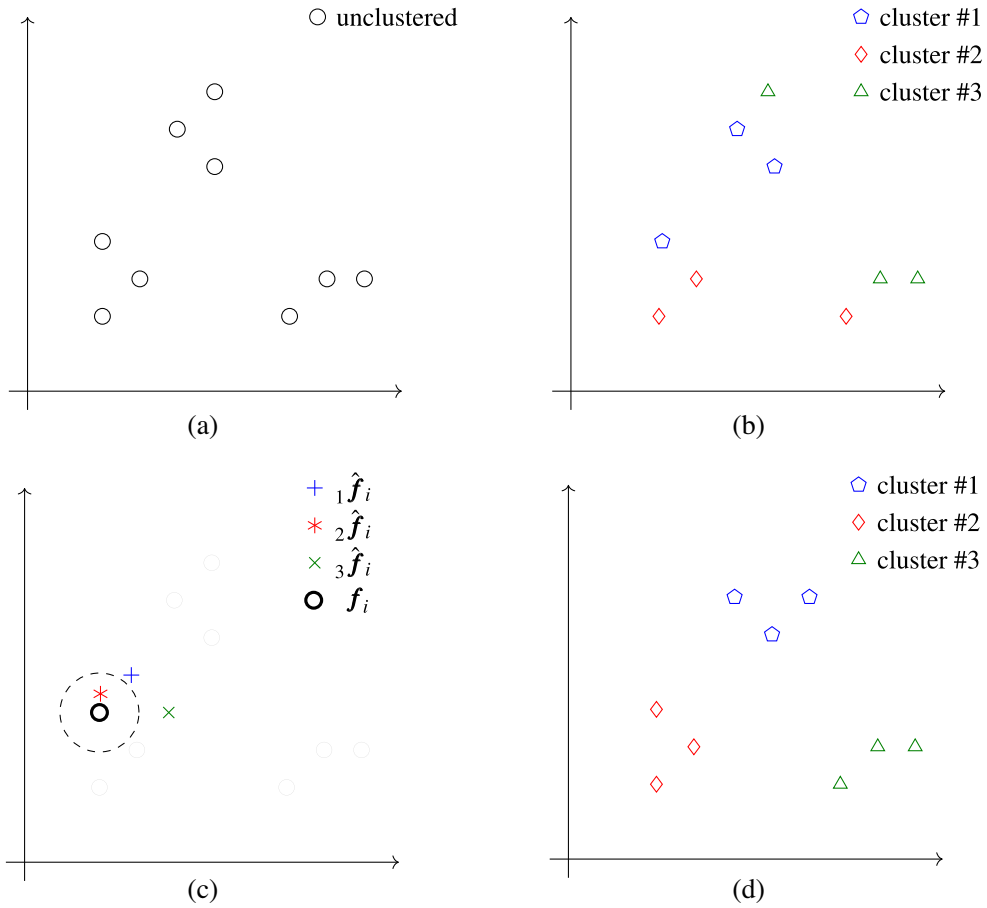 unclustered
(a)
cluster #1
cluster #2
cluster #3
(b)
₁f̂ᵢ
₂f̂ᵢ
₃f̂ᵢ
fᵢ
(c)
cluster #1
cluster #2
cluster #3
(d)